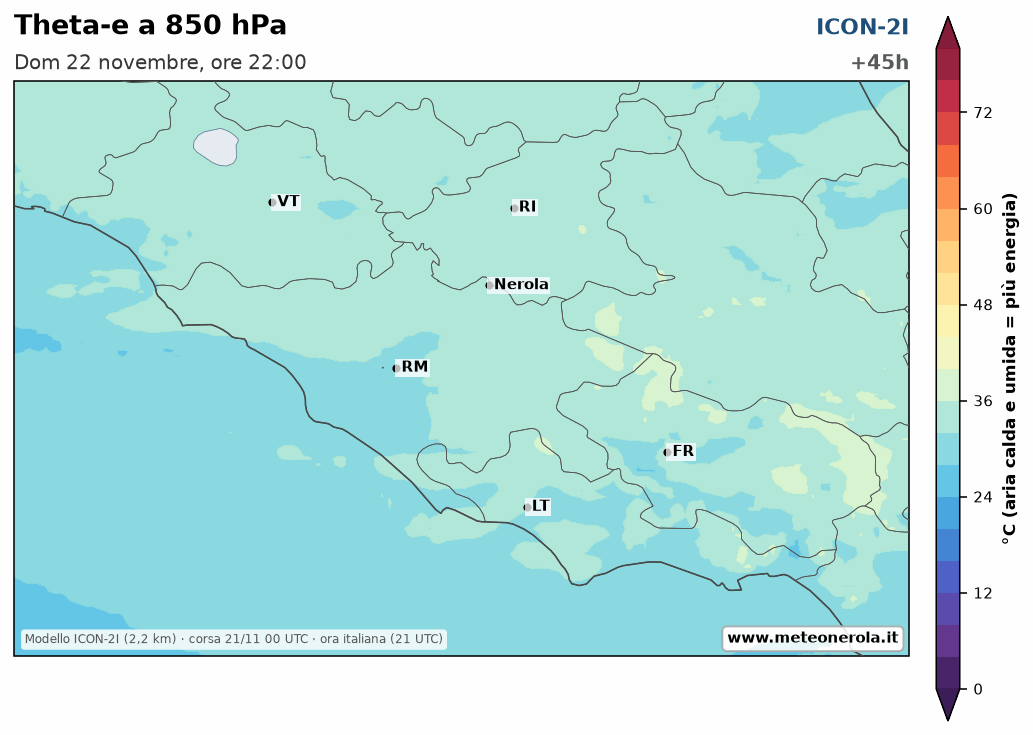 Theta-e a 850 hPa
ICON-2I
Dom 22 novembre, ore 22:00
+45h
VT
RI
Nerola
RM
FR
LT
72
60
48
36
24
12
0
°C (aria calda e umida = più energia)
Modello ICON-2I (2,2 km) · corsa 21/11 00 UTC · ora italiana (21 UTC)
www.meteonerola.it